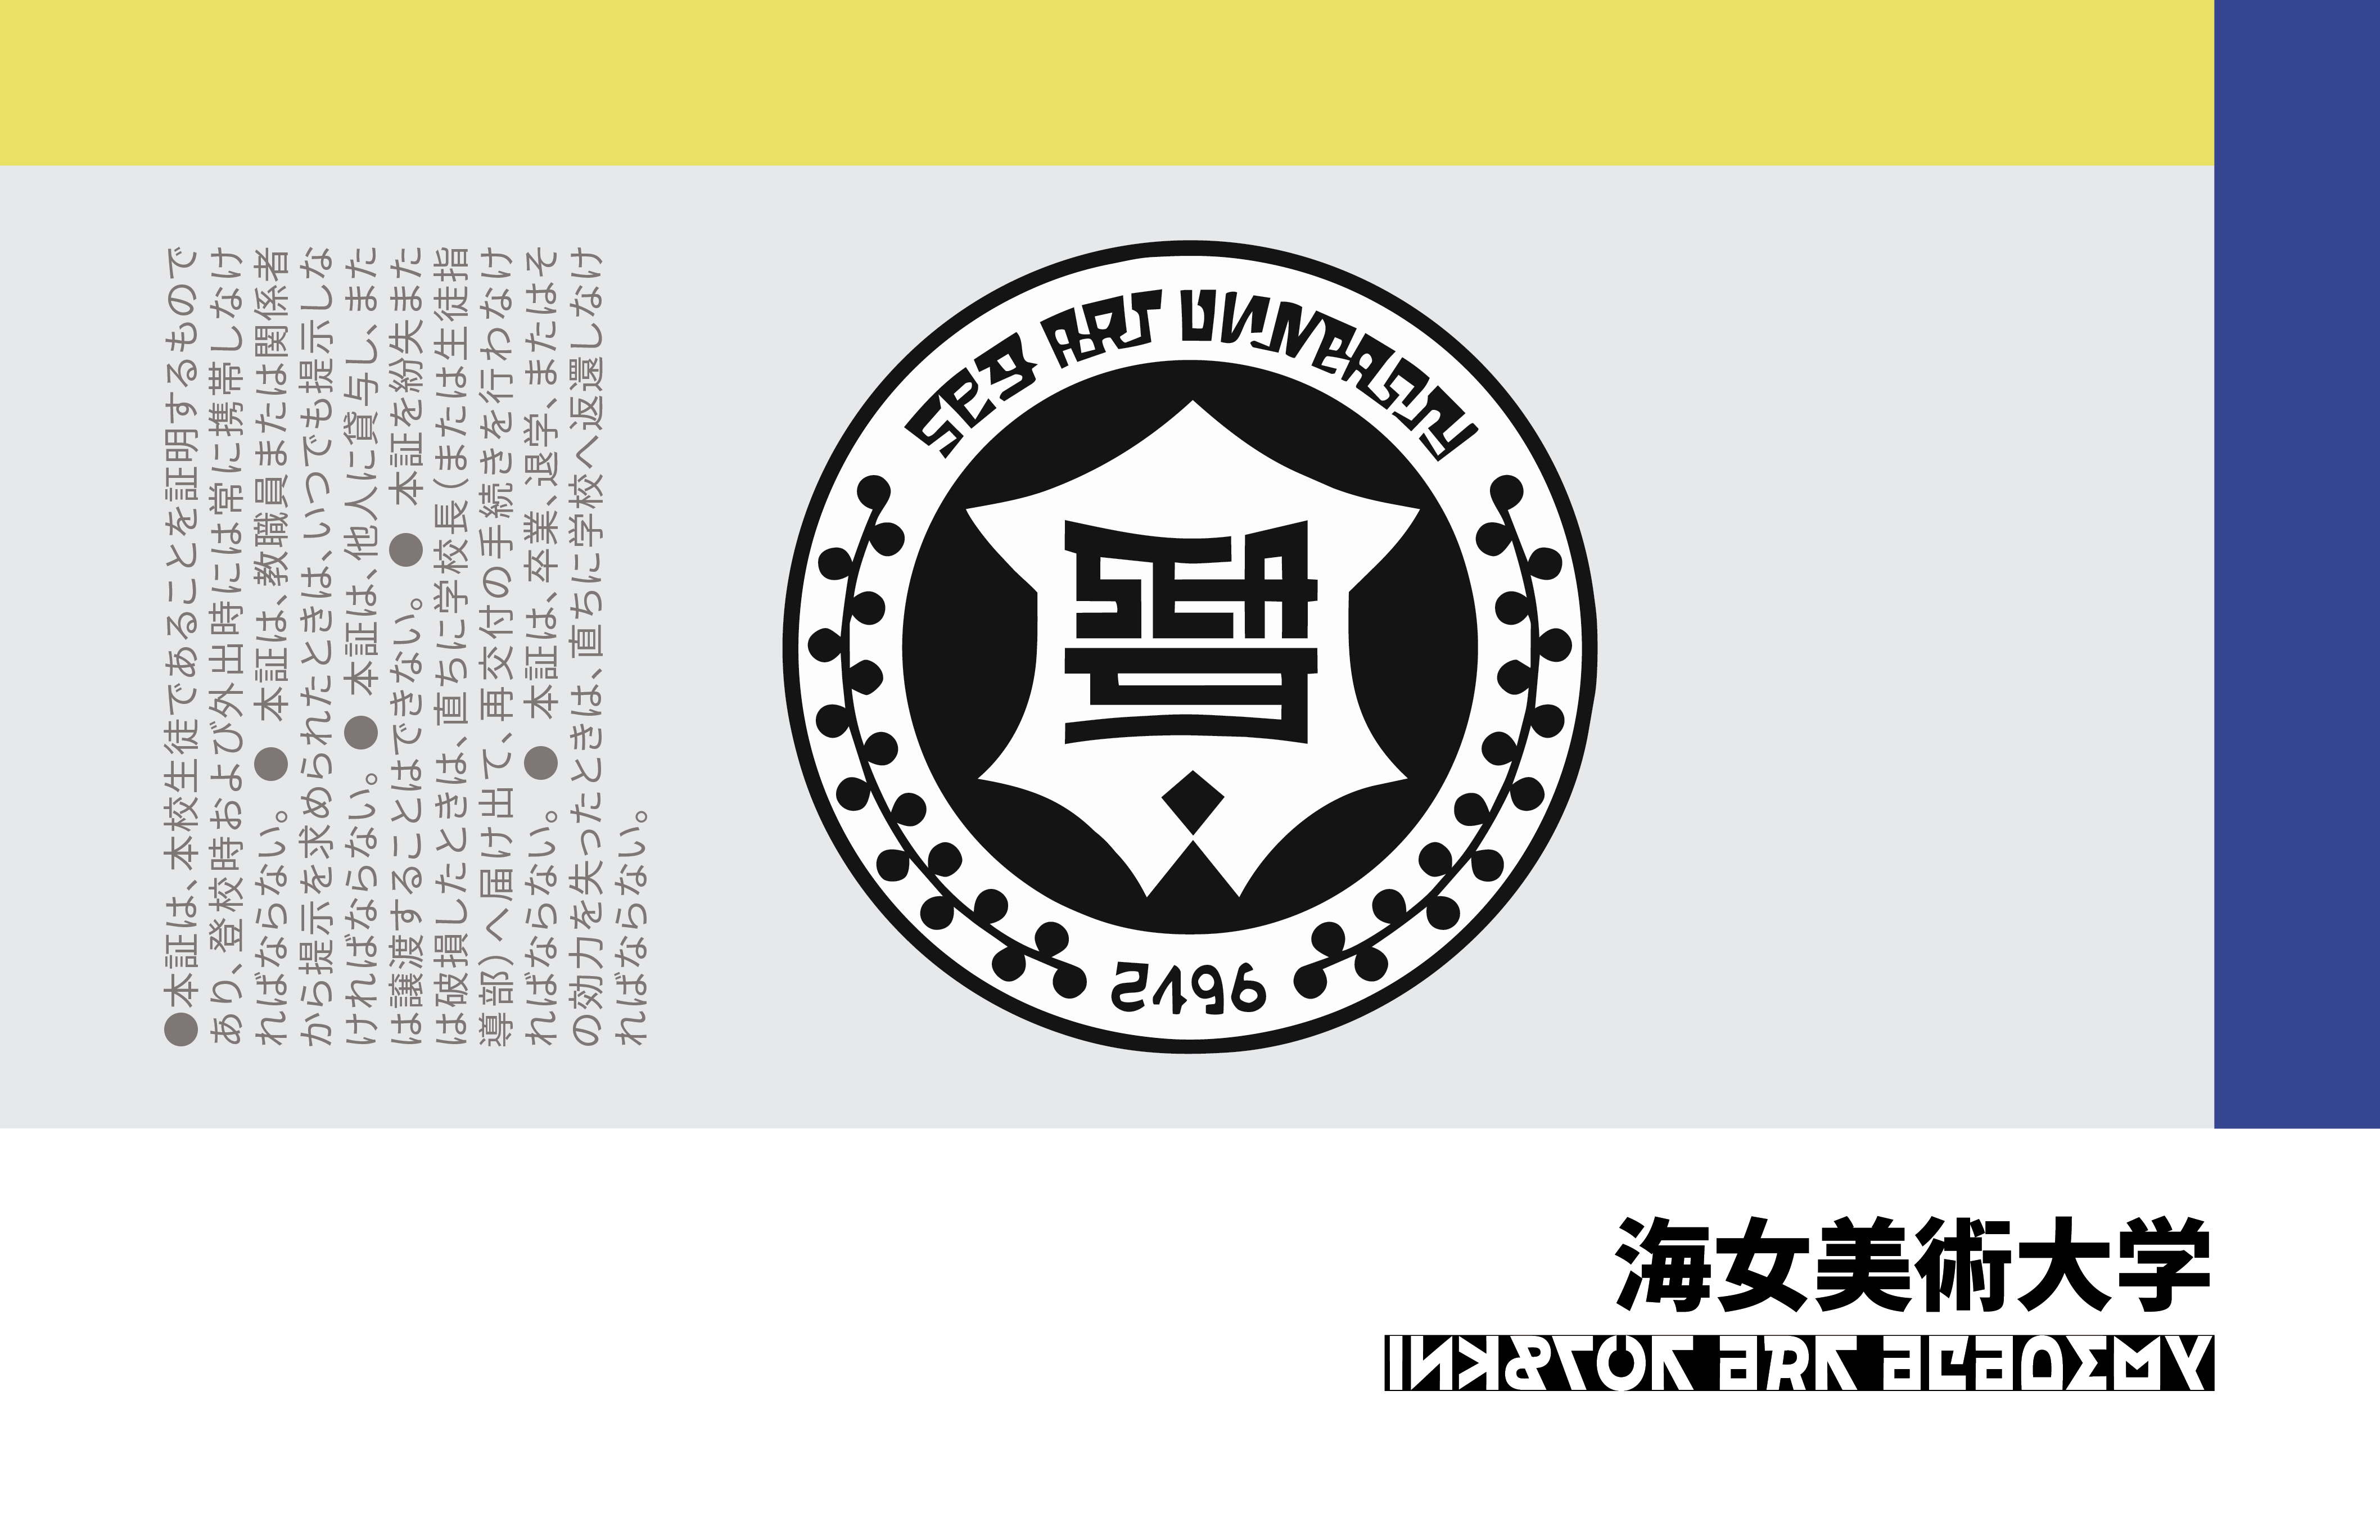 ●本証は、本校生徒であることを証明するもので
あり、登校時および外出時には常に携帯しなけ
ればならない。●本証は、教職員または関係者
から提示を求められたときは、いつでも提示しな
ければならない。●本証は、他人に貸与し、また
は譲渡することはできない。●本証を紛失また
は破損したときは、直ちに学校長(または生徒指
導部)へ届け出て、再交付の手続きを行わなけ
ればならない。●本証は、卒業、退学、またはそ
の効力を失ったときは、直ちに学校へ返還しなけ
ればならない。
ART
2196
海女美術大学